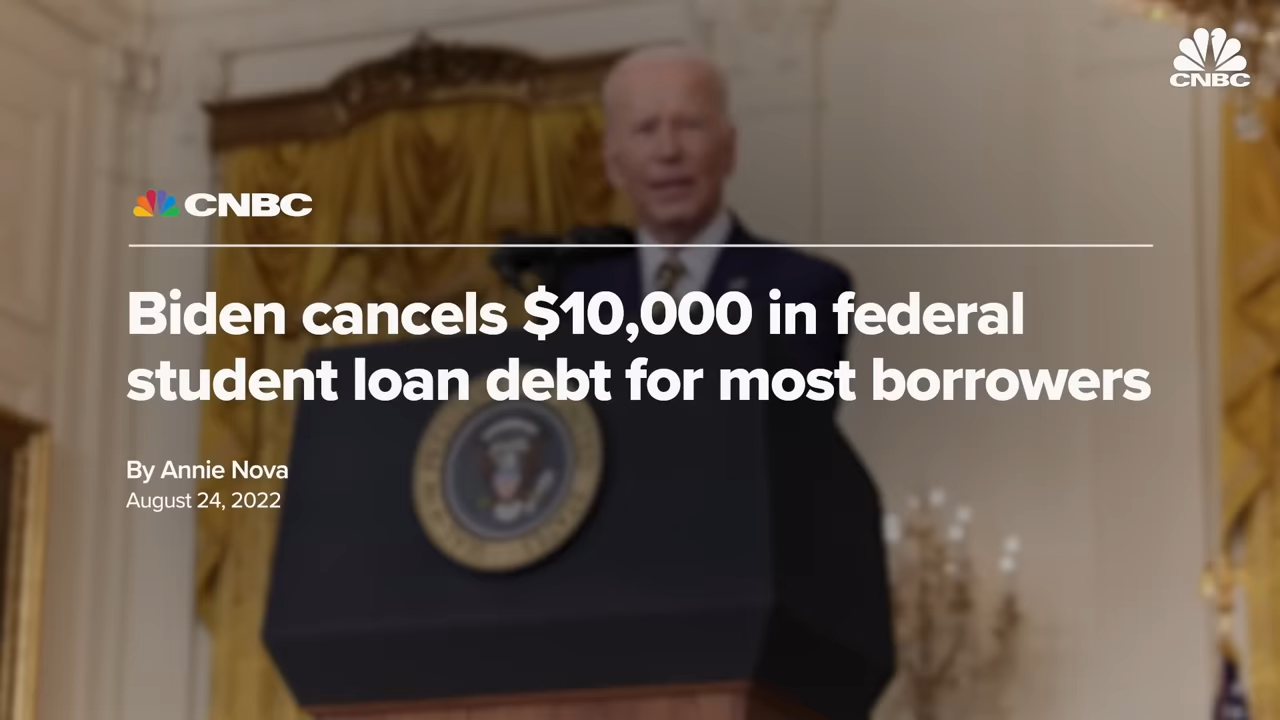 CNBC
CNBC
Biden cancels $10,000 in federal
student loan debt for most borrowers
By Annie Nova
August 24, 2022